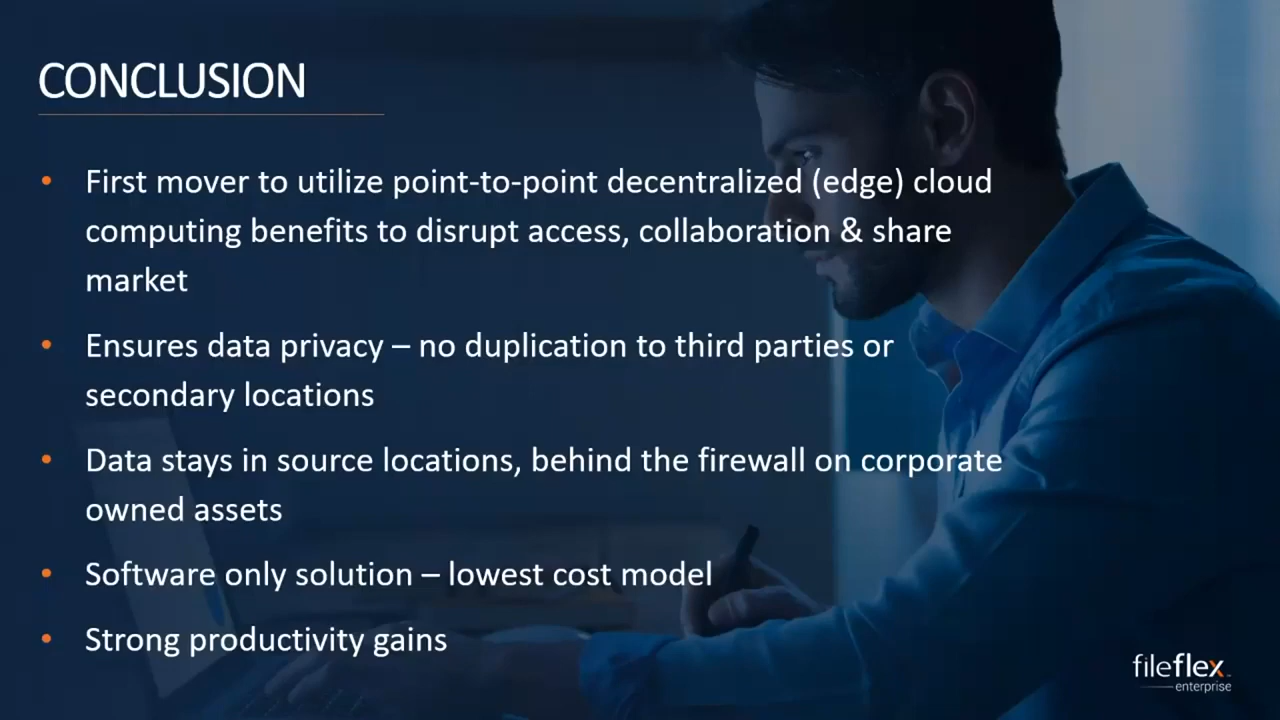 CONCLUSION
• First mover to utilize point-to-point decentralized (edge) cloud
computing benefits to disrupt access, collaboration & share
market
• Ensures data privacy – no duplication to third parties or
secondary locations
• Data stays in source locations, behind the firewall on corporate
owned assets
• Software only solution – lowest cost model
• Strong productivity gains
fileflex
enterprise